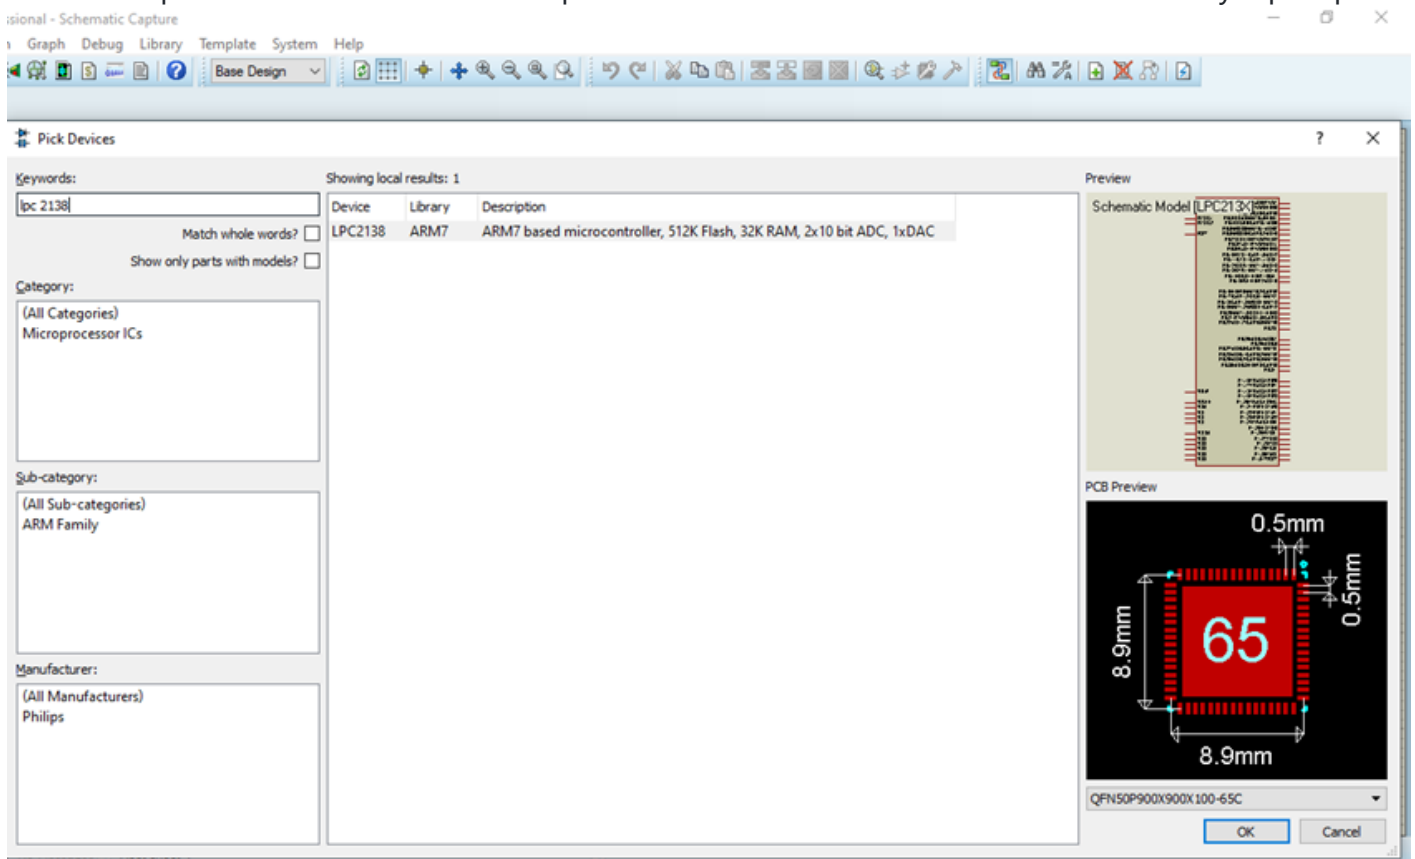 ssional - Schematic Capture
Graph Debug Library Template System Help
Base Design
Pick Devices
? X
Keywords:
lpc 2138
Match whole words?
Show only parts with models?
Category:
(All Categories)
Microprocessor ICs
Sub-category:
(All Sub-categories)
ARM Family
Manufacturer:
(All Manufacturers)
Philips
Showing local results: 1
Device Library Description
LPC2138 ARM7 ARM7 based microcontroller, 512K Flash, 32K RAM, 2x10 bit ADC, 1xDAC
Preview
Schematic Model [LPC213X]
PCB Preview
0.5mm
0.5mm
8.9mm
65
8.9mm
QFN50P900X900X100-65C
OK Cancel